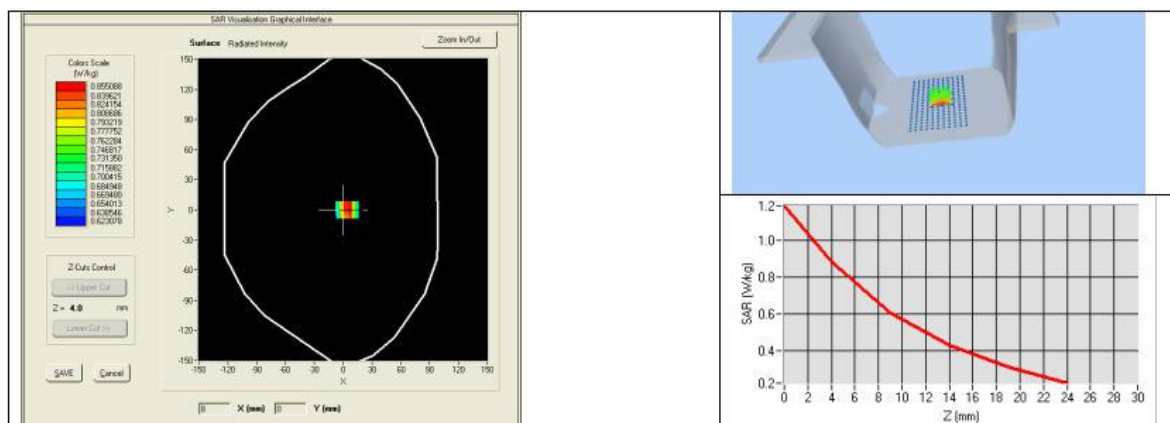 SAR Visualisation Graphical Interface
Surface Radiated Intensity
Zoom In/Out
Colors Scale
(W/kg)
0.855088
0.839621
0.824154
0.808686
0.793219
0.777752
0.762284
0.746817
0.731350
0.715882
0.700415
0.684948
0.669480
0.654013
0.638546
0.623078
Z-Cuts Control
<< Upper Cut
Z = 4.0 mm
Lower Cut >>
SAVE Cancel
150
120
90
60
30
0
-30
-60
-90
-120
-150
Y
-150 -120 -90 -60 -30 0 30 60 90 120 150
X
8 X (mm) 0 Y (mm)
1.2
1.0
0.8
0.6
0.4
0.2
SAR (W/kg)
0 2 4 6 8 10 12 14 16 18 20 22 24 26 28 30
Z (mm)